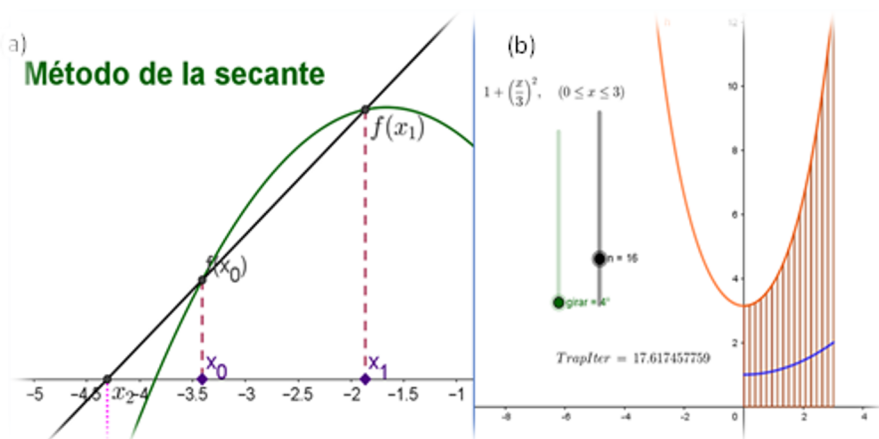 a)
Método de la secante
f(x₁)
f(x₀)
x₀
x₁
x₂
-5 -4.5 -4 -3.5 -3 -2.5 -2 -1.5 -1
(b)
1 + (x/3)², (0 ≤ x ≤ 3)
n = 16
girar = 4°
TrapIter = 17.617457759
12
10
8
6
4
2
0
-8 -6 -4 -2 2 4